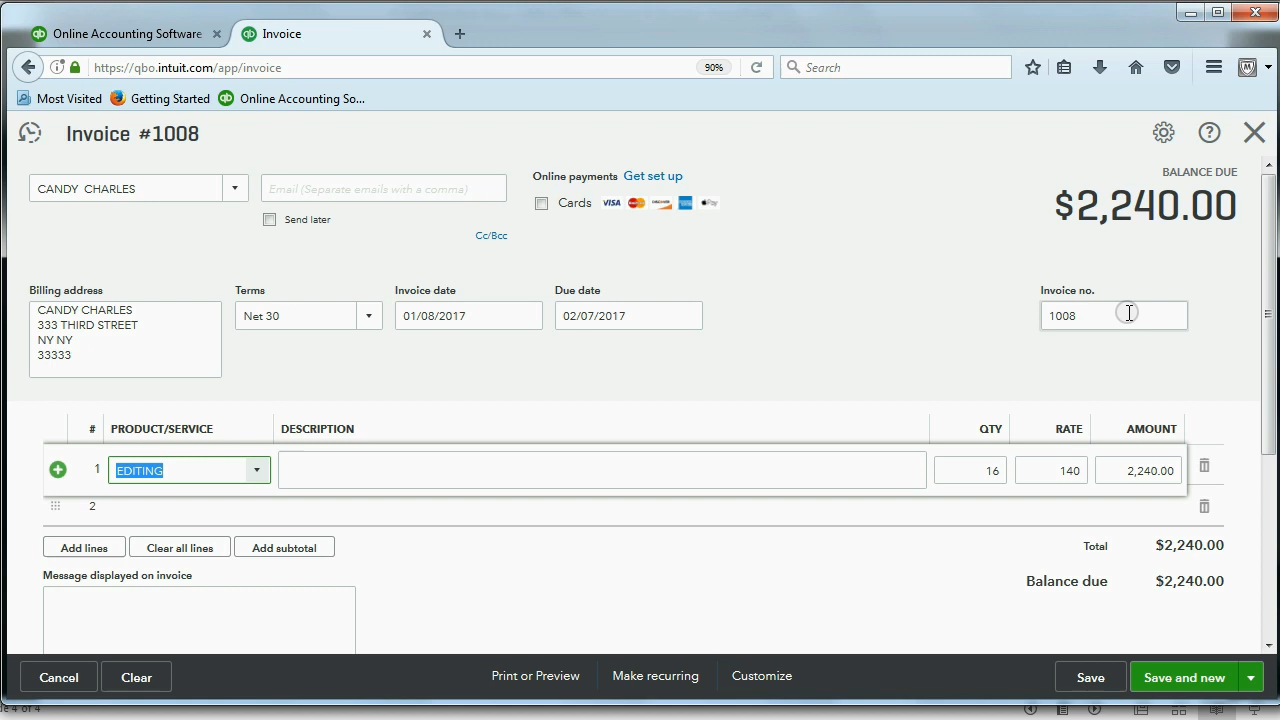 Online Accounting Software
Invoice
https://qbo.intuit.com/app/invoice
90%
Search
Most Visited
Getting Started
Online Accounting So...
Invoice #1008
CANDY CHARLES
Email (Separate emails with a comma)
Send later
Cc/Bcc
Online payments Get set up
Cards VISA
BALANCE DUE
$2,240.00
Billing address
CANDY CHARLES
333 THIRD STREET
NY NY
33333
Terms
Net 30
Invoice date
01/08/2017
Due date
02/07/2017
Invoice no.
1008
# PRODUCT/SERVICE DESCRIPTION QTY RATE AMOUNT
1 EDITING 16 140 2,240.00
2
Add lines Clear all lines Add subtotal
Total $2,240.00
Message displayed on invoice
Balance due $2,240.00
Cancel Clear Print or Preview Make recurring Customize Save Save and new
de 4 of 4